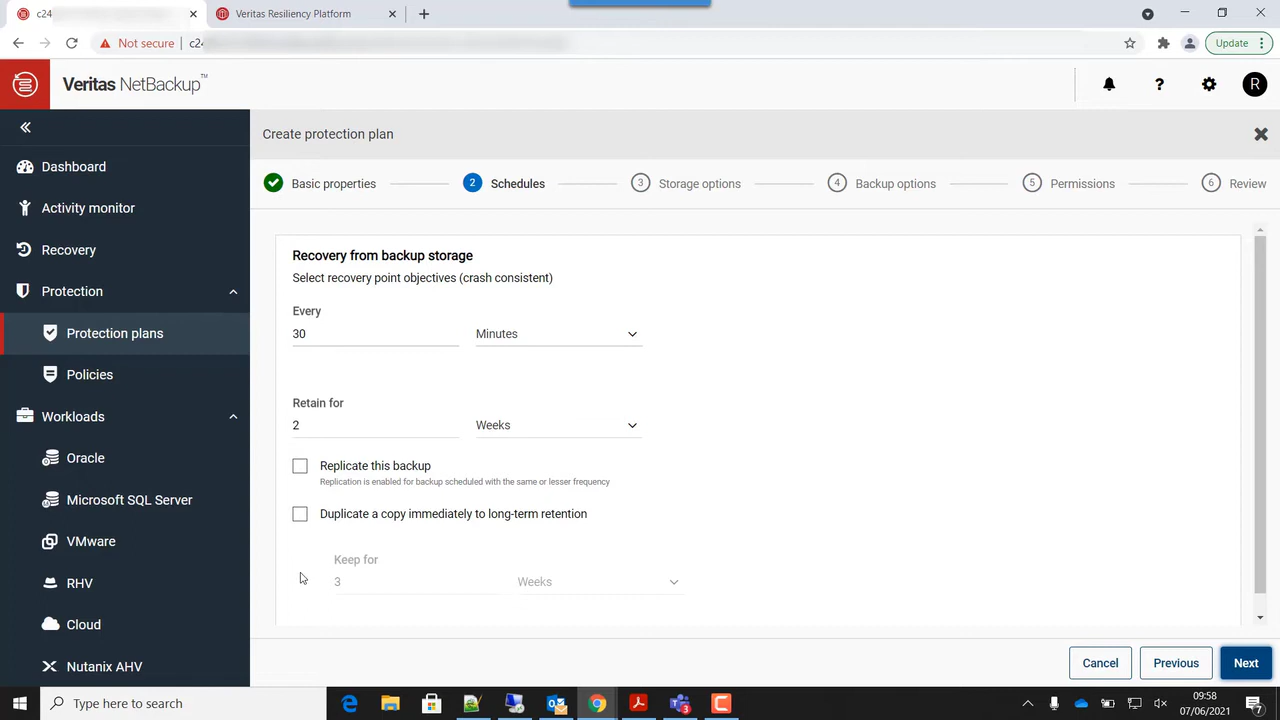 c24
Veritas Resiliency Platform
Not secure
c24
Update
Veritas NetBackup™
R
Create protection plan
Basic properties
2 Schedules
3 Storage options
4 Backup options
5 Permissions
6 Review
Dashboard
Activity monitor
Recovery
Protection
Protection plans
Policies
Workloads
Oracle
Microsoft SQL Server
VMware
RHV
Cloud
Nutanix AHV
Recovery from backup storage
Select recovery point objectives (crash consistent)
Every
30 Minutes
Retain for
2 Weeks
Replicate this backup
Replication is enabled for backup scheduled with the same or lesser frequency
Duplicate a copy immediately to long-term retention
Keep for
3 Weeks
Cancel
Previous
Next
Type here to search
3
09:58
07/06/2021
7